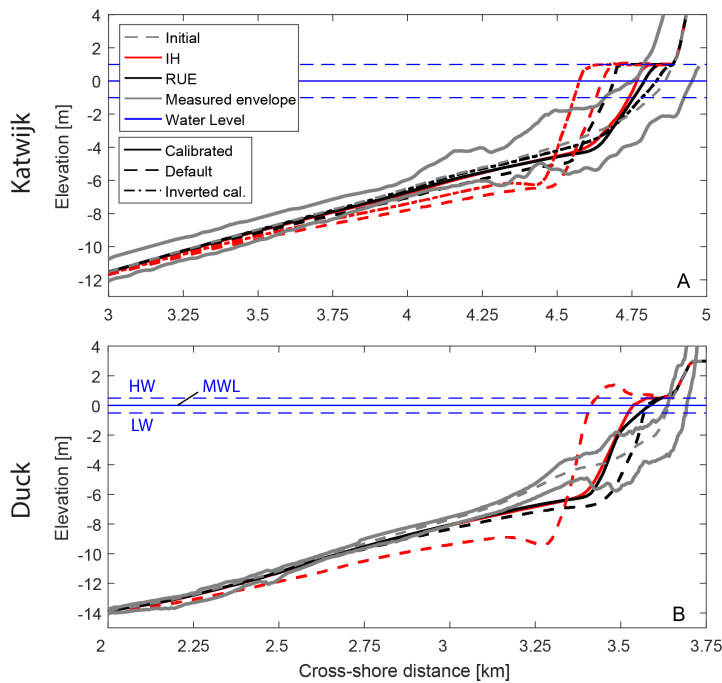 4
2
0
-2
-4
-6
-8
-10
-12
Katwijk
Elevation [m]
Initial
IH
RUE
Measured envelope
Water Level
Calibrated
Default
Inverted cal.
A
3
3.25
3.5
3.75
4
4.25
4.5
4.75
5
4
2
0
-2
-4
-6
-8
-10
-12
-14
Duck
Elevation [m]
HW
MWL
LW
B
2
2.25
2.5
2.75
3
3.25
3.5
3.75
Cross-shore distance [km]